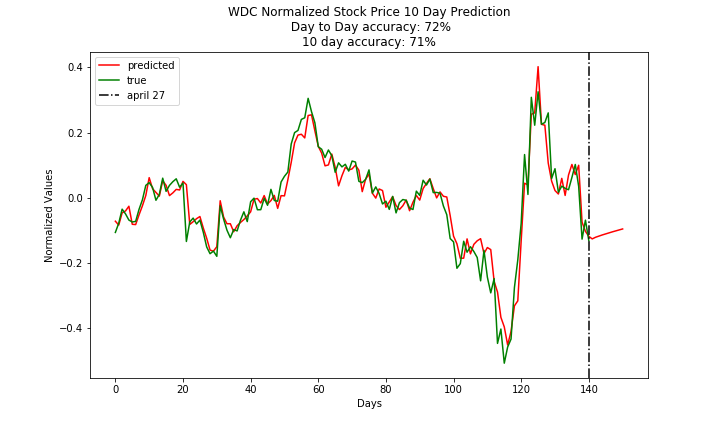 WDC Normalized Stock Price 10 Day Prediction
Day to Day accuracy: 72%
10 day accuracy: 71%
predicted
true
april 27
0.4
0.2
0.0
−0.2
−0.4
Normalized Values
0
20
40
60
80
100
120
140
Days